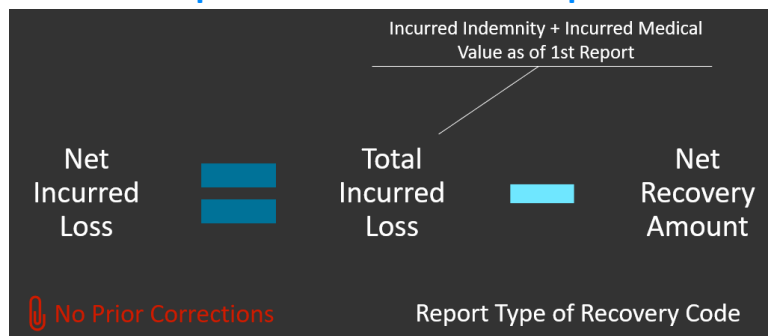 Incurred Indemnity + Incurred Medical
Value as of 1st Report
Net
Incurred
Loss
Total
Incurred
Loss
Net
Recovery
Amount
No Prior Corrections
Report Type of Recovery Code